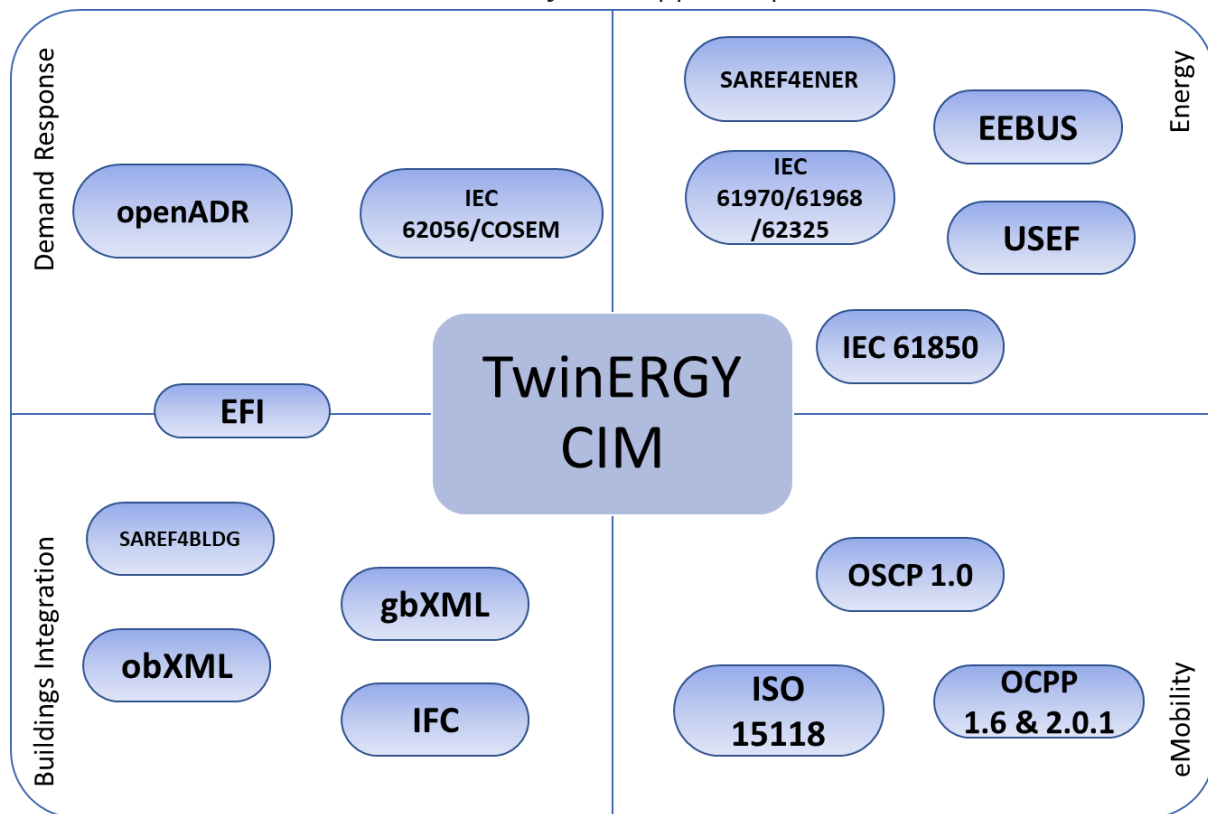 Demand Response
openADR
IEC
62056/COSEM
SAREF4ENER
EEBUS
IEC
61970/61968
/62325
USEF
IEC 61850
Energy
TwinERGY
CIM
EFI
Buildings Integration
SAREF4BLDG
gbXML
obXML
IFC
OSCP 1.0
ISO
15118
OCPP
1.6 & 2.0.1
eMobility